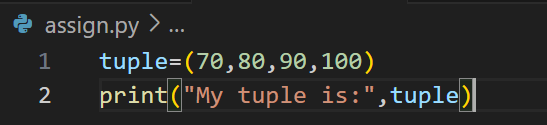 assign.py > ...
1 tuple=(70,80,90,100)
2 print("My tuple is:",tuple)